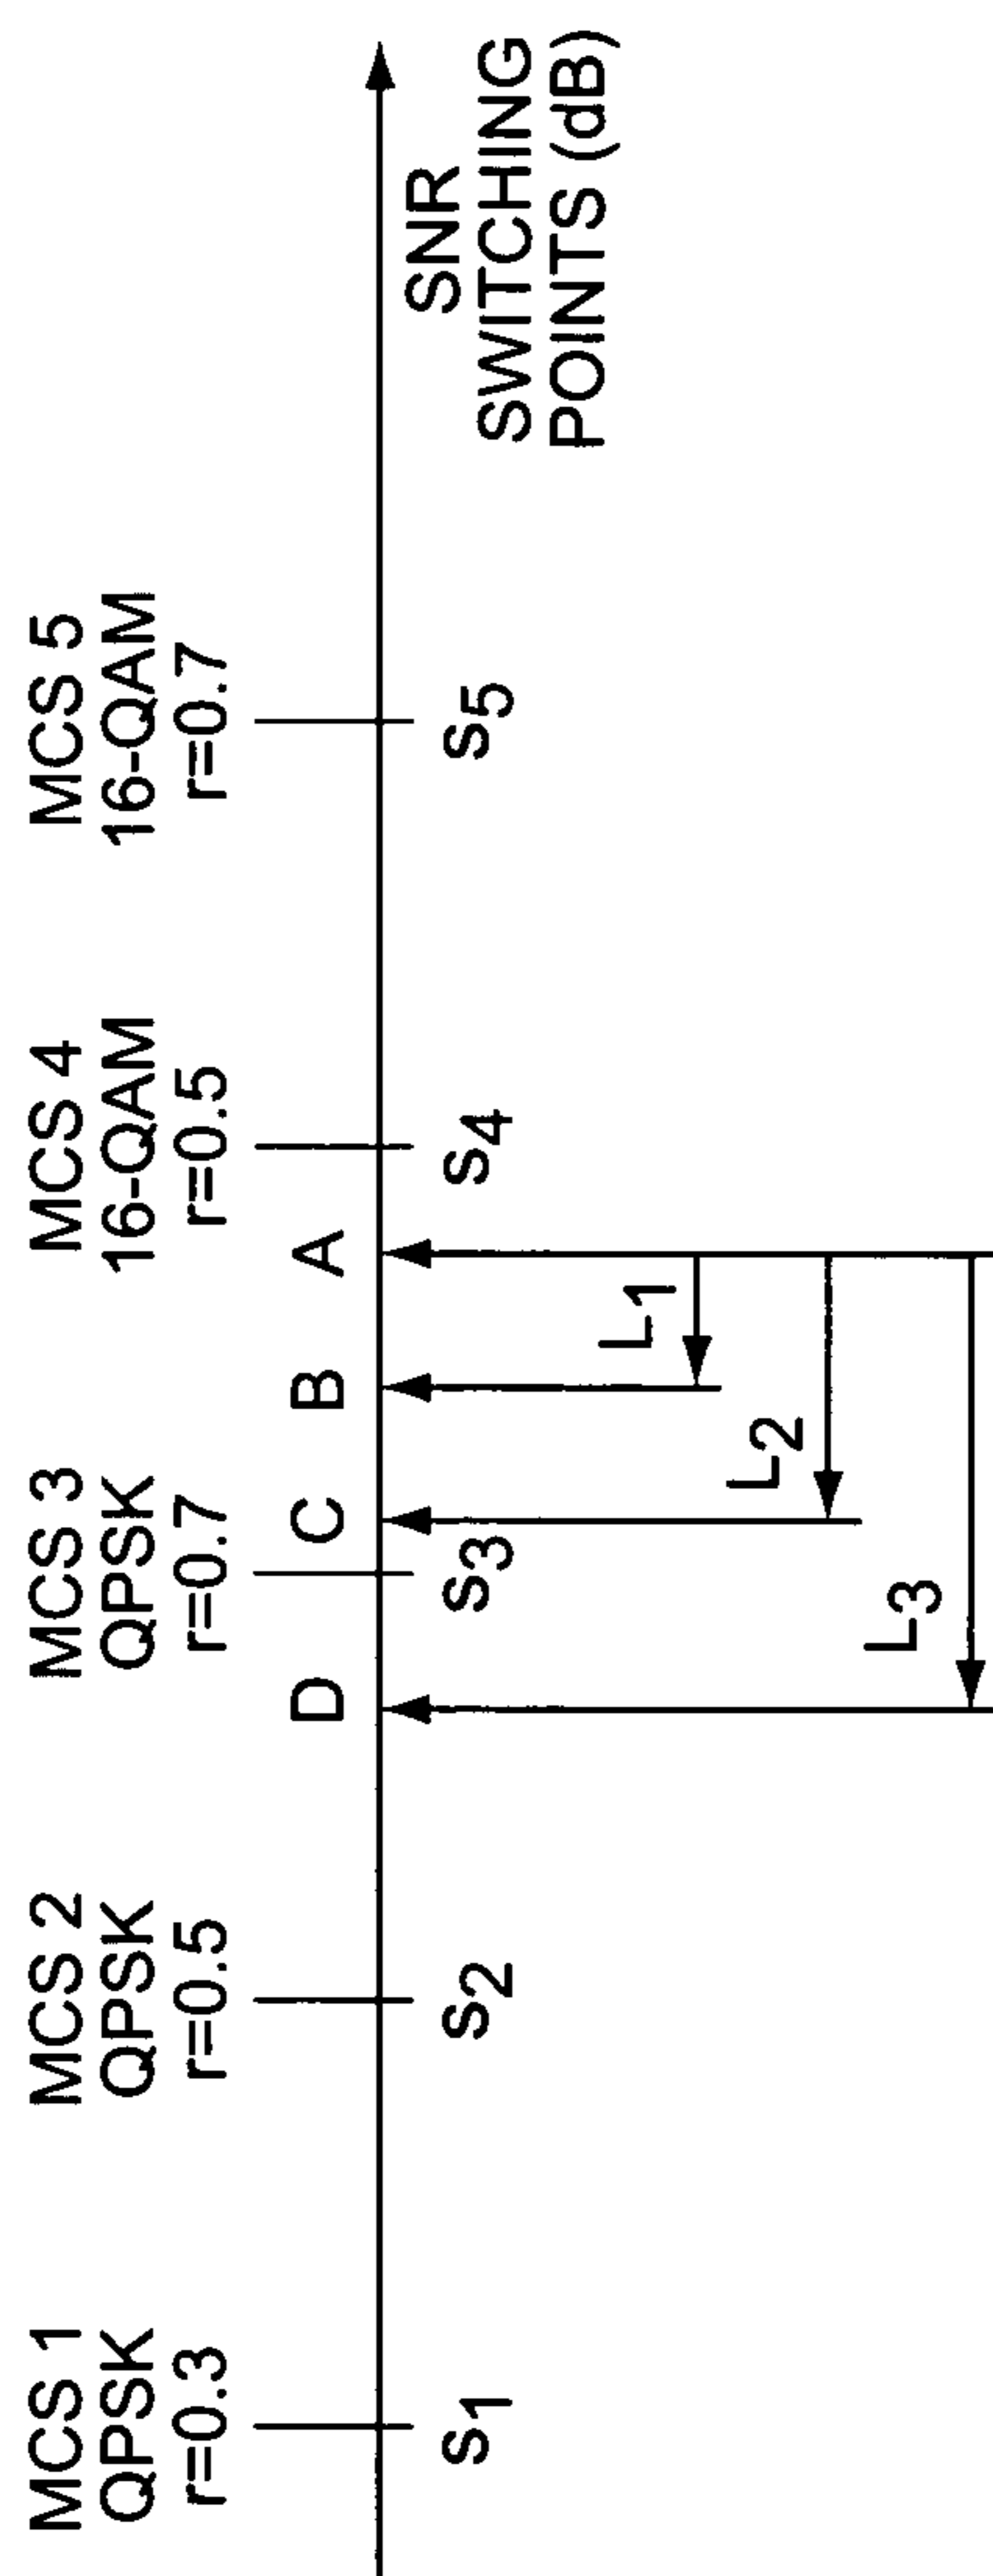 MCS 1
QPSK
r=0.3
MCS 2
QPSK
r=0.5
MCS 3
QPSK
r=0.7
MCS 4
16-QAM
r=0.5
MCS 5
16-QAM
r=0.7
D
C
B
A
s1
s2
s3
s4
s5
SNR
SWITCHING
POINTS (dB)
L1
L2
L3